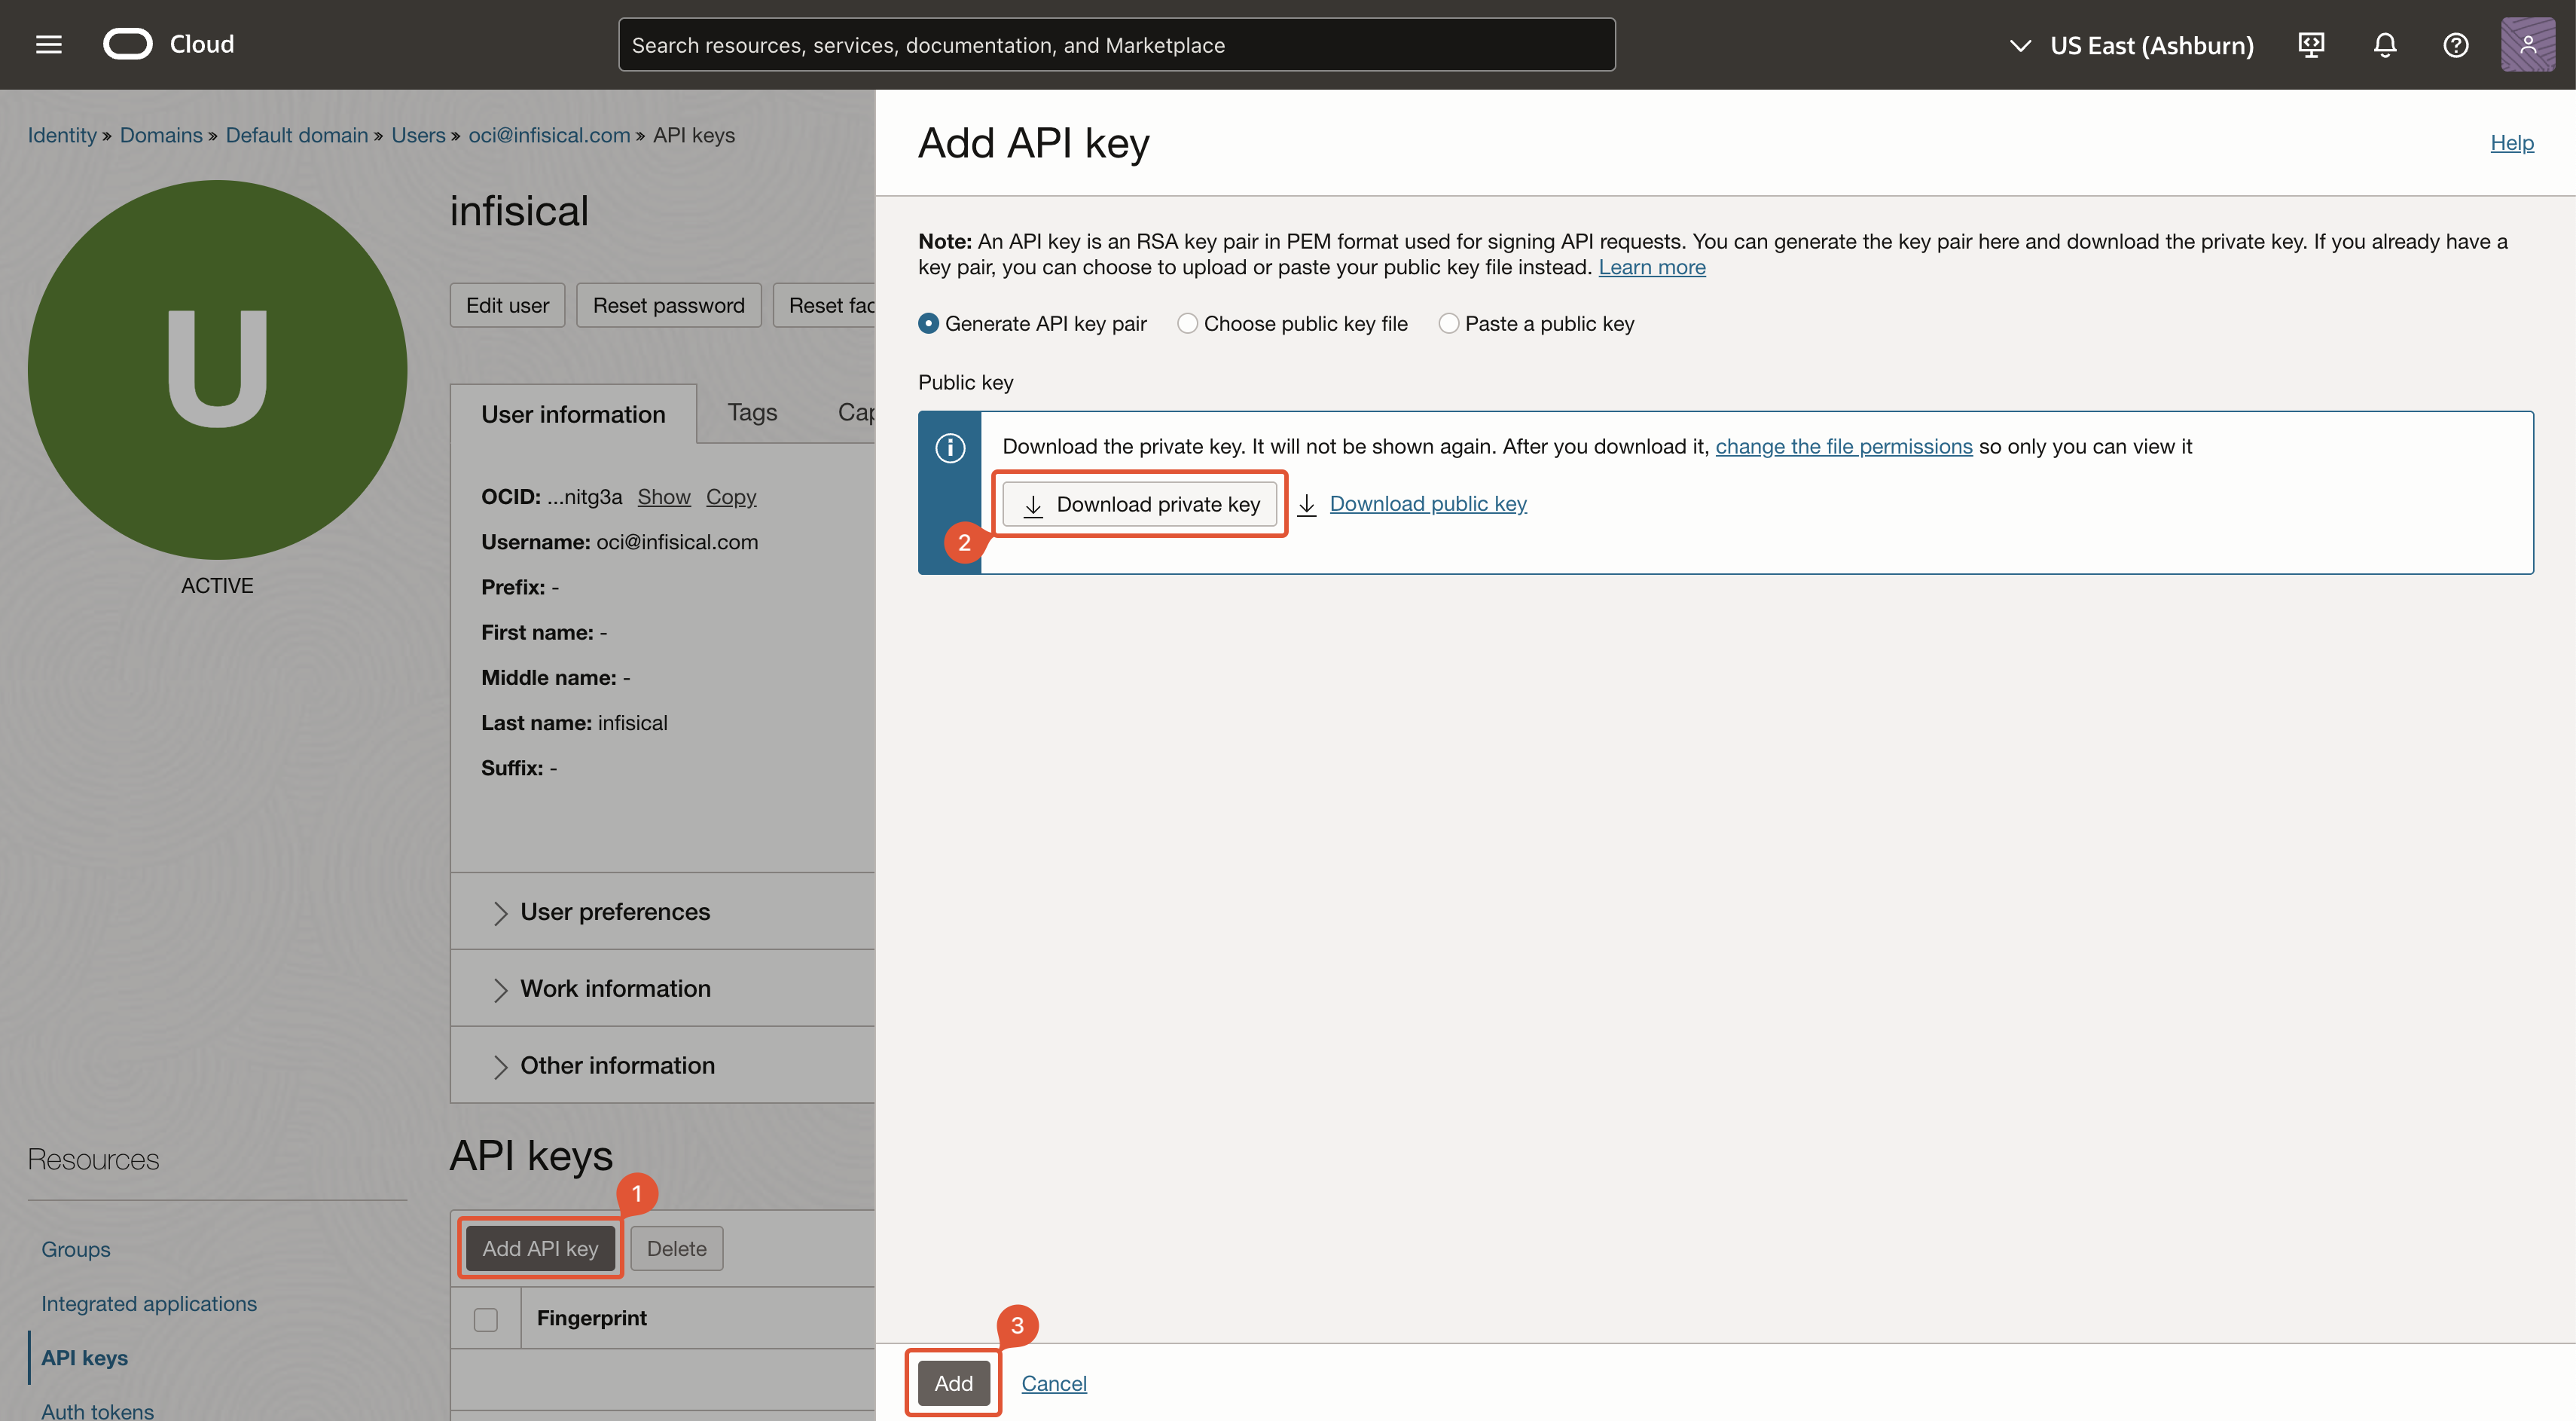 Cloud
Search resources, services, documentation, and Marketplace
US East (Ashburn)
Identity » Domains » Default domain » Users » oci@infisical.com » API keys
U
ACTIVE
infisical
Edit user
Reset password
Reset fac
User information
Tags
Cap
OCID: ...nitg3a Show Copy
Username: oci@infisical.com
Prefix: -
First name: -
Middle name: -
Last name: infisical
Suffix: -
User preferences
Work information
Other information
Resources
Groups
Integrated applications
API keys
Auth tokens
API keys
1
Add API key
Delete
Fingerprint
Add API key
Help
Note: An API key is an RSA key pair in PEM format used for signing API requests. You can generate the key pair here and download the private key. If you already have a
key pair, you can choose to upload or paste your public key file instead. Learn more
Generate API key pair
Choose public key file
Paste a public key
Public key
Download the private key. It will not be shown again. After you download it, change the file permissions so only you can view it
Download private key
Download public key
2
3
Add
Cancel